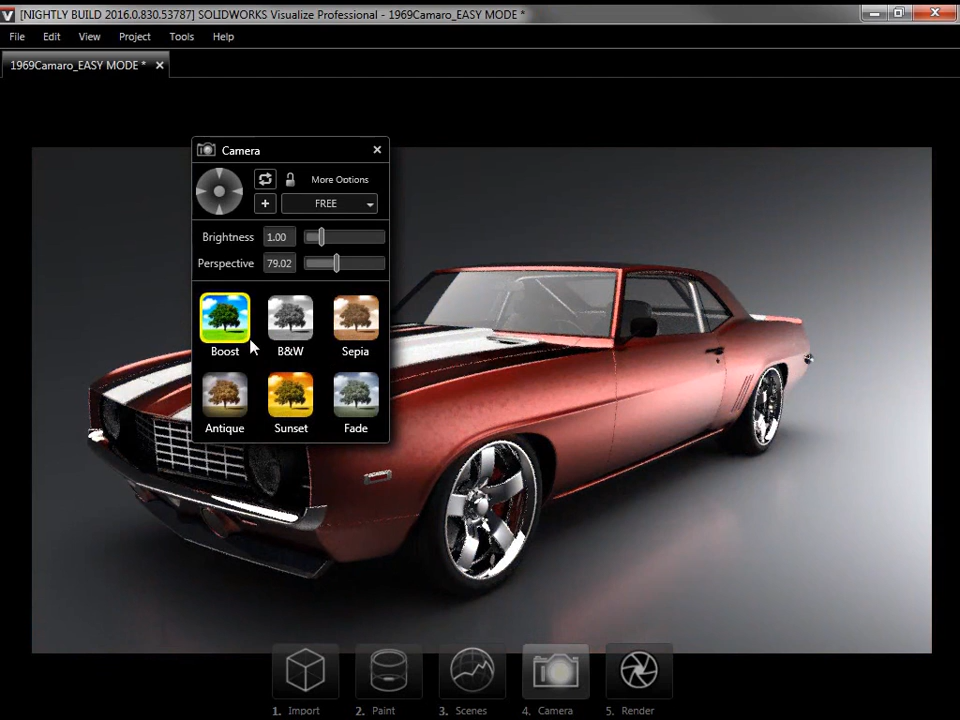 [NIGHTLY BUILD 2016.0.830.53787] SOLIDWORKS Visualize Professional - 1969Camaro_EASY MODE *
File Edit View Project Tools Help
1969Camaro_EASY MODE *
Camera
More Options
FREE
Brightness 1.00
Perspective 79.02
Boost B&W Sepia
Antique Sunset Fade
1. Import 2. Paint 3. Scenes 4. Camera 5. Render